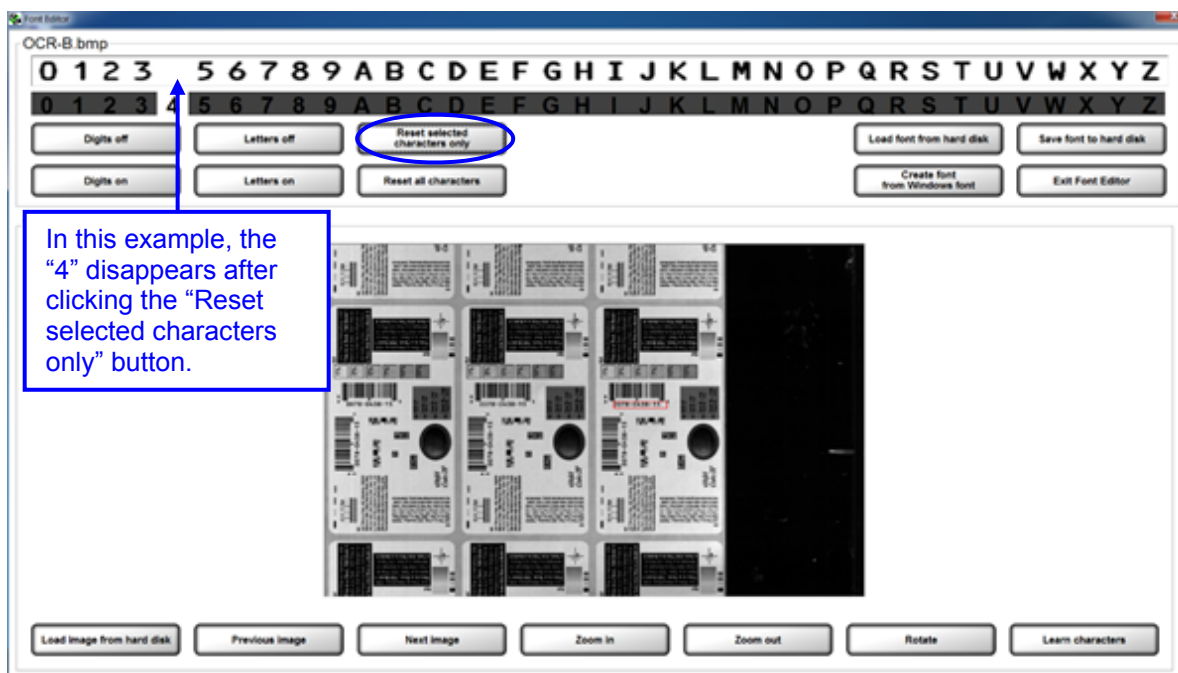 Font Editor
OCR-B.bmp
0 1 2 3 5 6 7 8 9 A B C D E F G H I J K L M N O P Q R S T U V W X Y Z
0 1 2 3 4 5 6 7 8 9 A B C D E F G H I J K L M N O P Q R S T U V W X Y Z
Digits off
Letters off
Reset selected
characters only
Load font from hard disk
Save font to hard disk
Digits on
Letters on
Reset all characters
Create font
from Windows font
Exit Font Editor
In this example, the
“4” disappears after
clicking the “Reset
selected characters
only” button.
Load image from hard disk
Previous image
Next image
Zoom in
Zoom out
Rotate
Learn characters